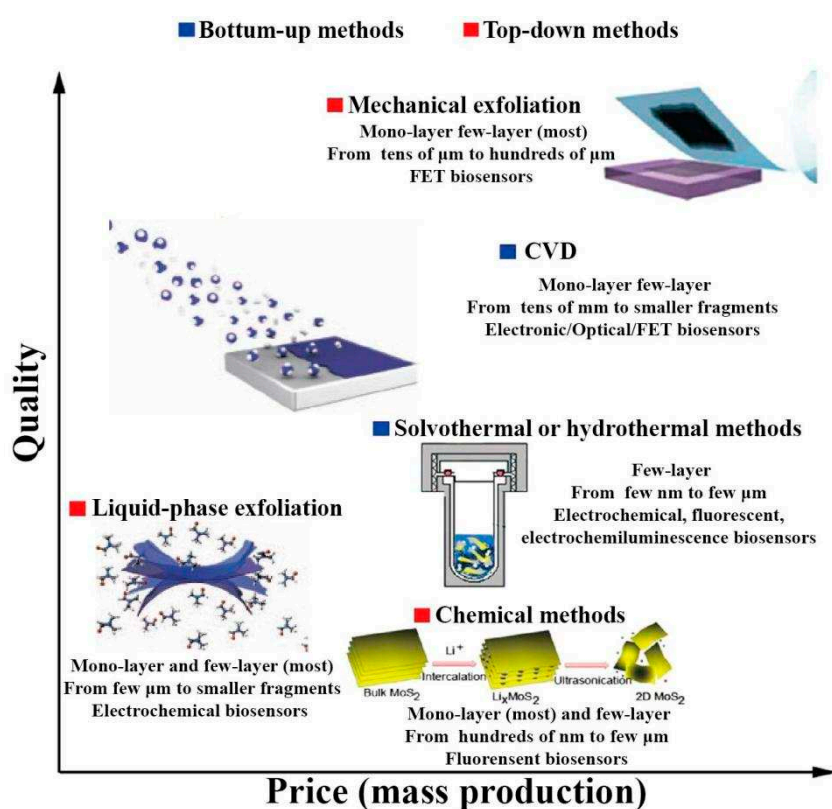 Bottum-up methods
Top-down methods
Mechanical exfoliation
Mono-layer few-layer (most)
From tens of μm to hundreds of μm
FET biosensors
CVD
Mono-layer few-layer
From tens of mm to smaller fragments
Electronic/Optical/FET biosensors
Quality
Solvothermal or hydrothermal methods
Few-layer
From few nm to few μm
Electrochemical, fluorescent,
electrochemiluminescence biosensors
Liquid-phase exfoliation
Mono-layer and few-layer (most)
From few μm to smaller fragments
Electrochemical biosensors
Chemical methods
Li⁺
Intercalation
Ultrasonication
Bulk MoS₂
LiₓMoS₂
2D MoS₂
Mono-layer (most) and few-layer
From hundreds of nm to few μm
Fluorensent biosensors
Price (mass production)